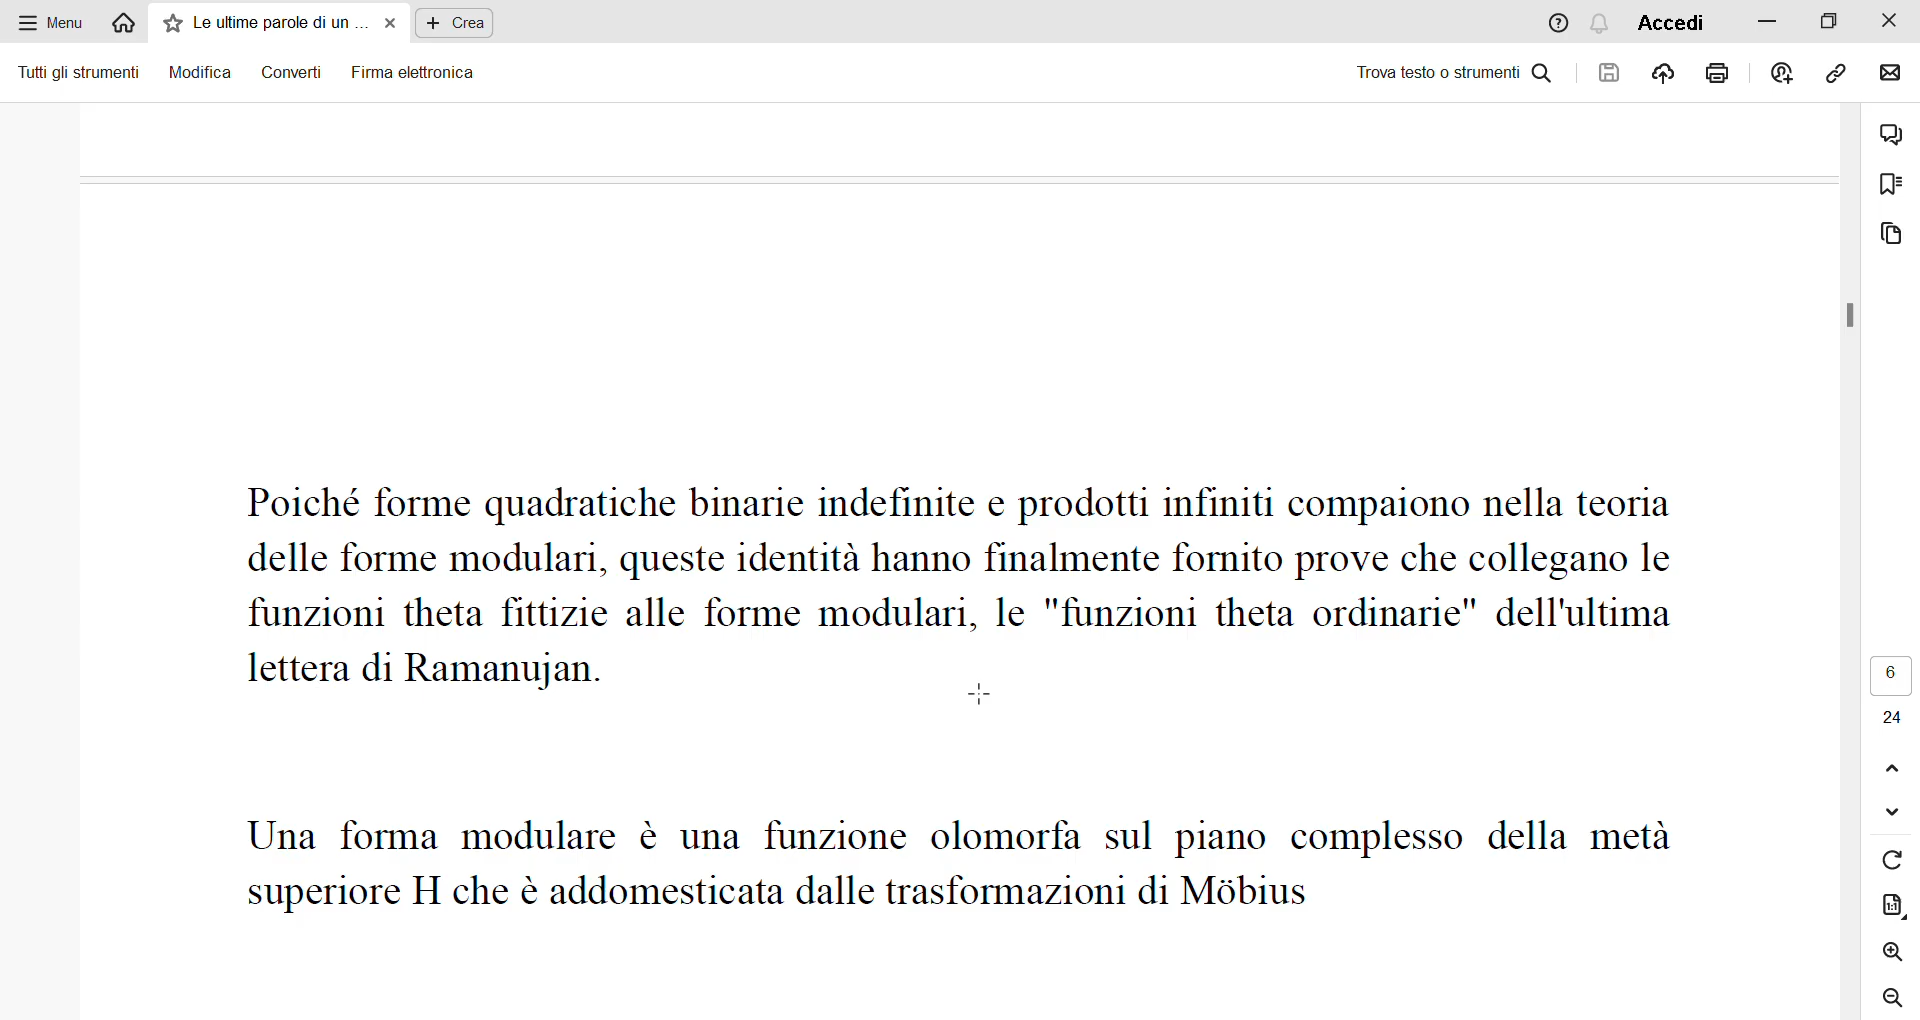 Menu
Le ultime parole di un ...
Crea
Accedi
Tutti gli strumenti
Modifica
Converti
Firma elettronica
Trova testo o strumenti
Poiché forme quadratiche binarie indefinite e prodotti infiniti compaiono nella teoria
delle forme modulari, queste identità hanno finalmente fornito prove che collegano le
funzioni theta fittizie alle forme modulari, le "funzioni theta ordinarie" dell'ultima
lettera di Ramanujan.
Una forma modulare è una funzione olomorfa sul piano complesso della metà
superiore H che è addomesticata dalle trasformazioni di Möbius
6
24
1:1